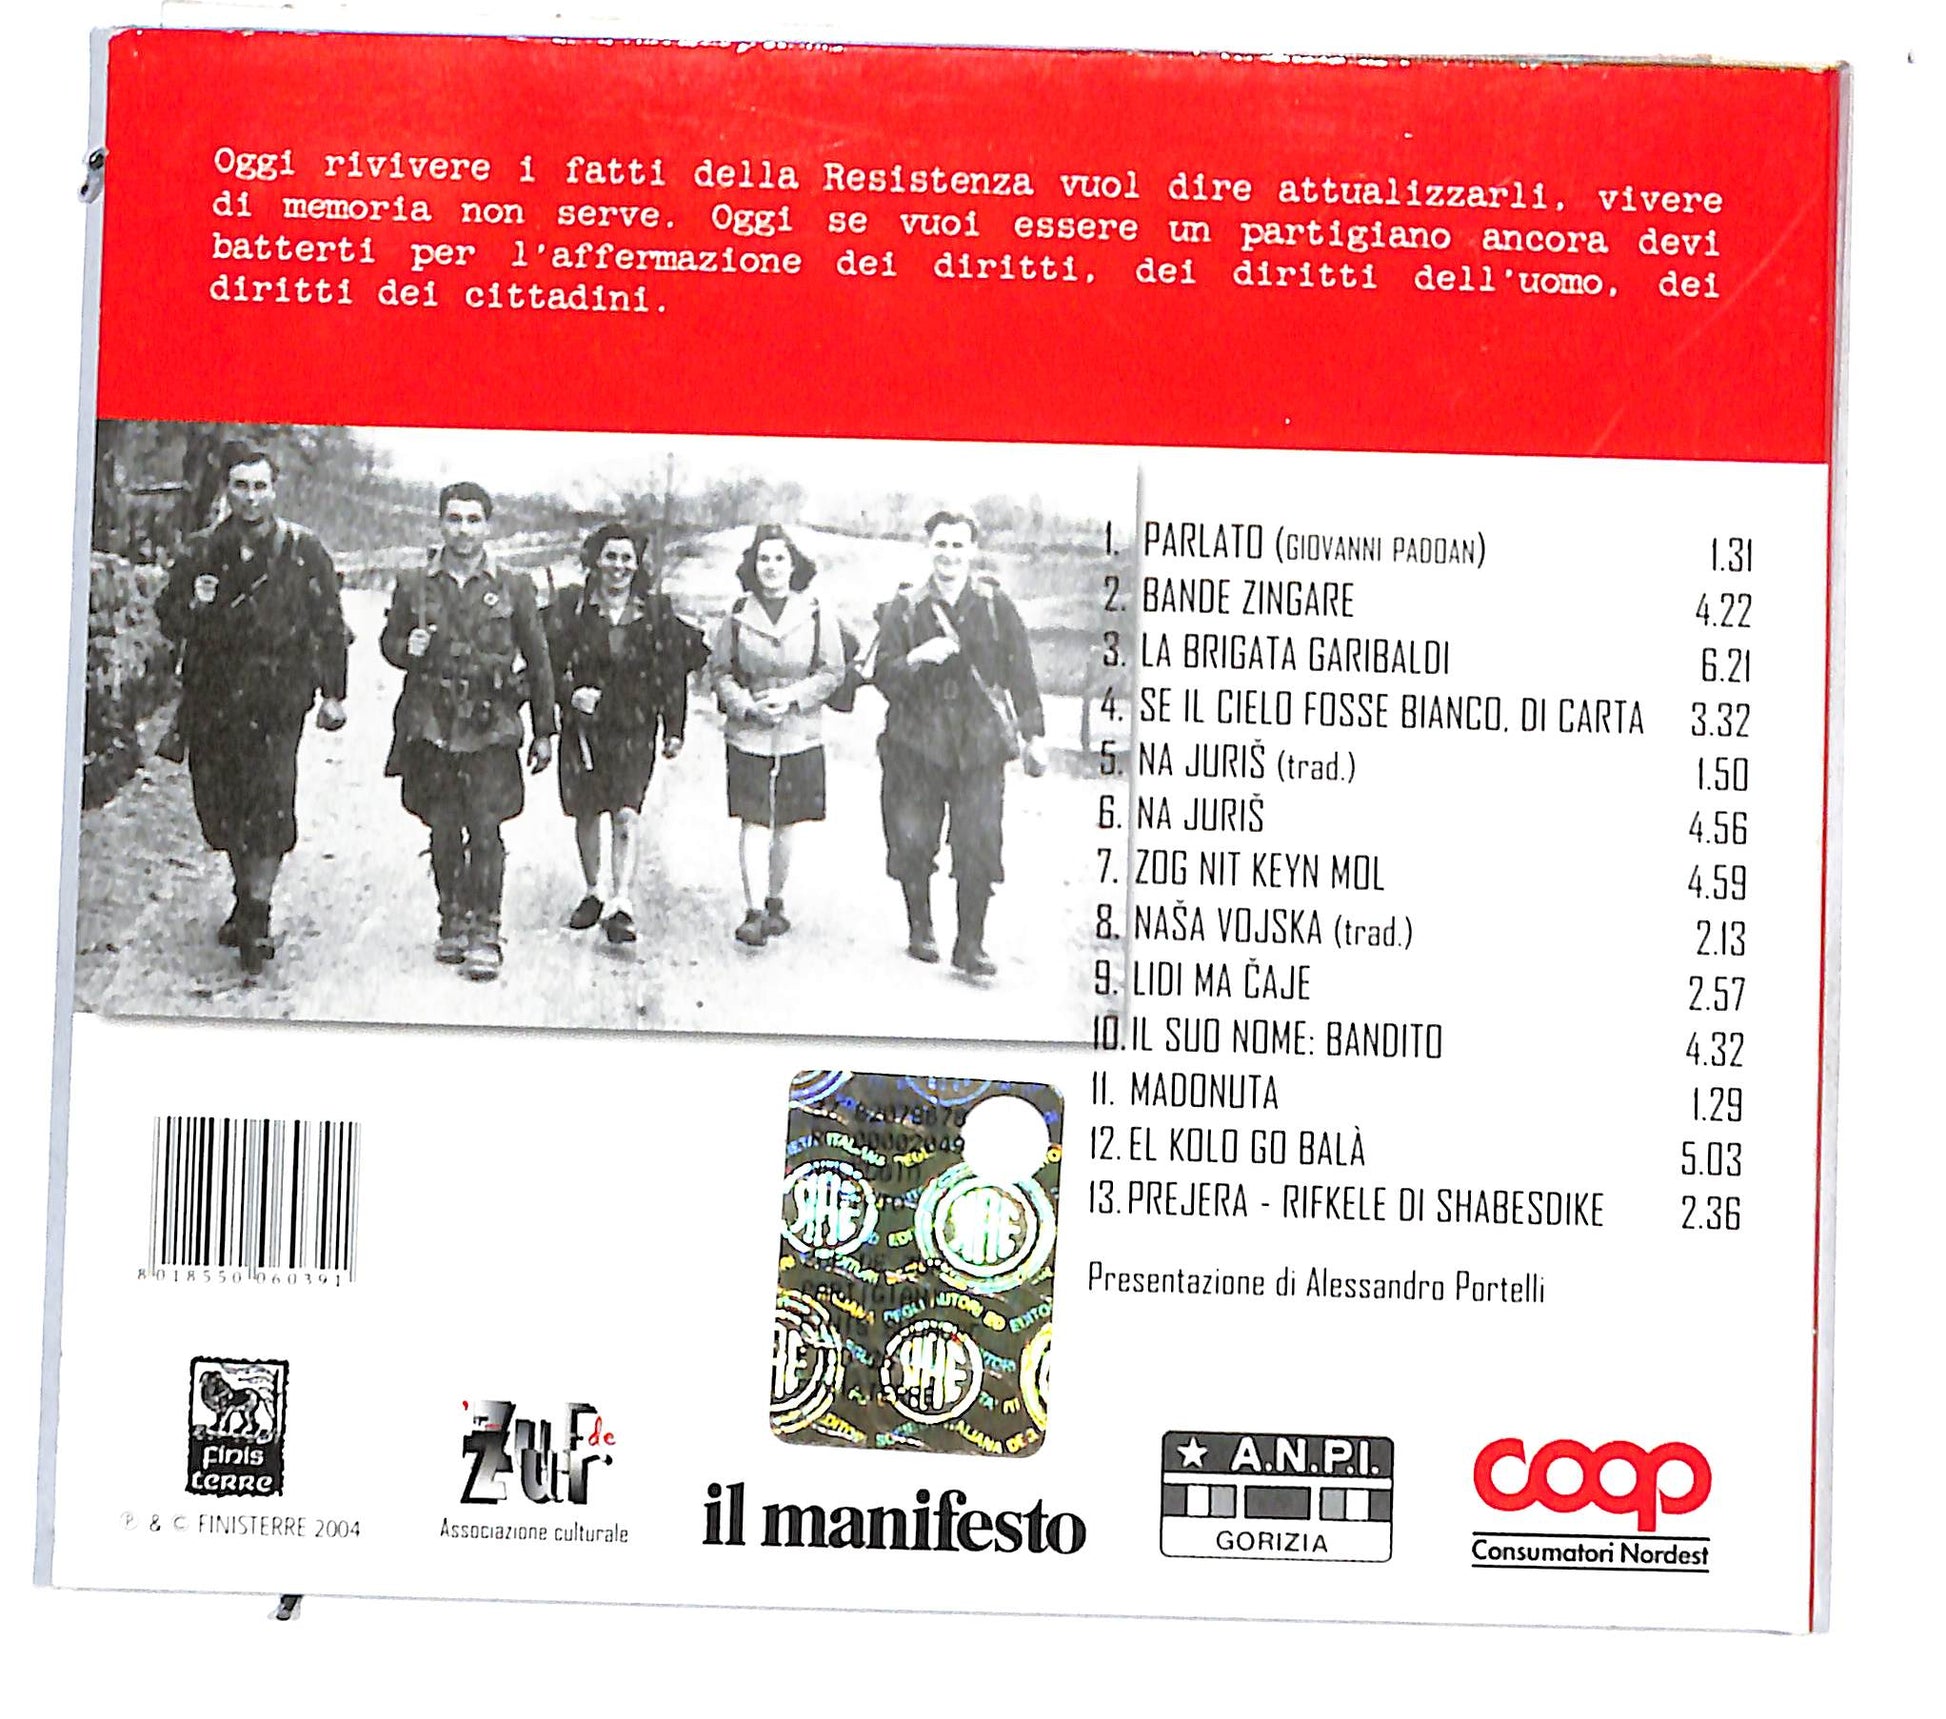 Oggi rivivere i fatti della Resistenza vuol dire attualizzarli, vivere
di memoria non serve. Oggi se vuoi essere un partigiano ancora devi
batterti per l'affermazione dei diritti, dei diritti dell'uomo, dei
diritti dei cittadini.
1. PARLATO (GIOVANNI PADOAN) 1.31
2. BANDE ZINGARE 4.22
3. LA BRIGATA GARIBALDI 6.21
4. SE IL CIELO FOSSE BIANCO, DI CARTA 3.32
5. NA JURIŠ (trad.) 1.50
6. NA JURIŠ 4.56
7. ZOG NIT KEYN MOL 4.59
8. NAŠA VOJSKA (trad.) 2.13
9. LIDI MA ČAJE 2.57
10. IL SUO NOME: BANDITO 4.32
11. MADONUTA 1.29
12. EL KOLO GO BALÀ 5.03
13. PREJERA - RIFKELE DI SHABESDIKE 2.36
Presentazione di Alessandro Portelli
8 018550 060391
SIAE
finis
terre
℗ & © FINISTERRE 2004
Zuf de
Zur
Associazione culturale
il manifesto
A.N.P.I.
GORIZIA
coop
Consumatori Nordest